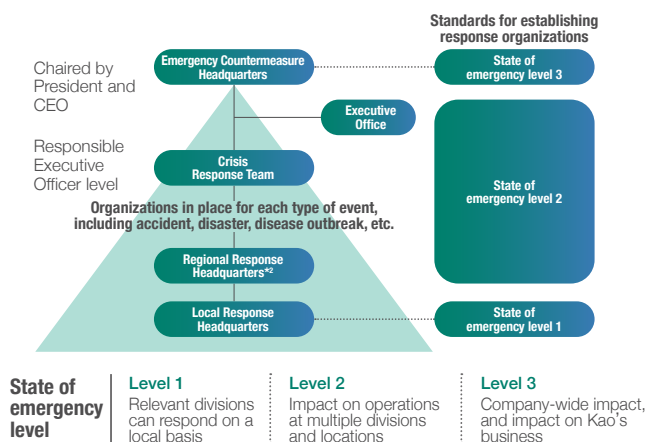 Standards for establishing
response organizations
Chaired by
President and
CEO
Emergency Countermeasure
Headquarters
State of
emergency level 3
Executive
Office
Responsible
Executive
Officer level
Crisis
Response Team
State of
emergency level 2
Organizations in place for each type of event,
including accident, disaster, disease outbreak, etc.
Regional Response
Headquarters*2
Local Response
Headquarters
State of
emergency level 1
State of
emergency
level
Level 1
Relevant divisions
can respond on a
local basis
Level 2
Impact on operations
at multiple divisions
and locations
Level 3
Company-wide impact,
and impact on Kao's
business